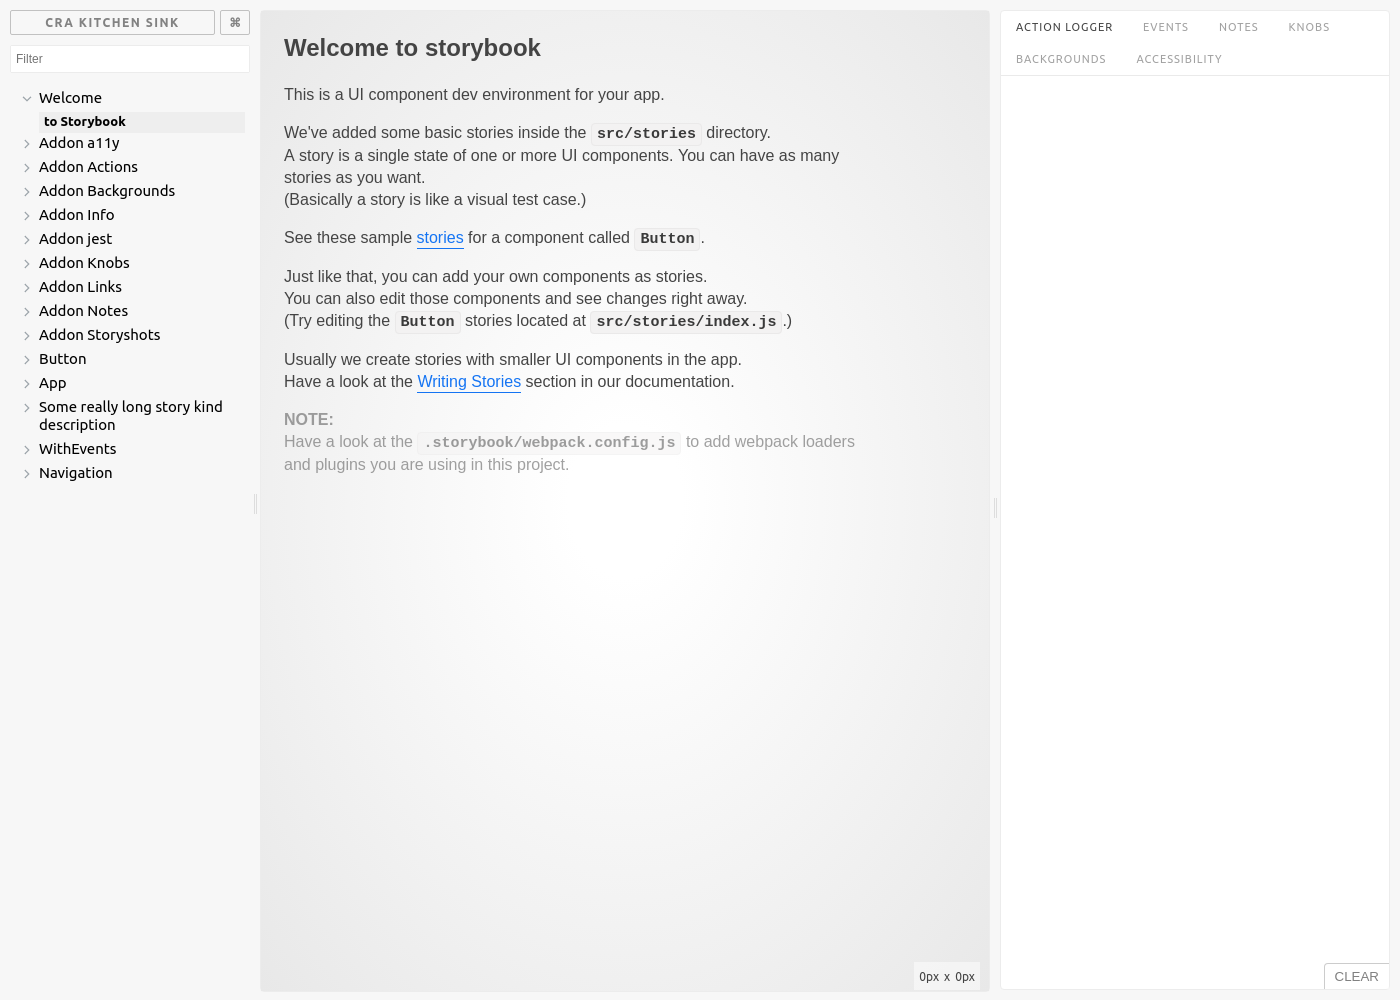 CRA KITCHEN SINK
⌘
Filter
Welcome
to Storybook
Addon a11y
Addon Actions
Addon Backgrounds
Addon Info
Addon jest
Addon Knobs
Addon Links
Addon Notes
Addon Storyshots
Button
App
Some really long story kind
description
WithEvents
Navigation
Welcome to storybook
This is a UI component dev environment for your app.
We've added some basic stories inside the src/stories directory.
A story is a single state of one or more UI components. You can have as many
stories as you want.
(Basically a story is like a visual test case.)
See these sample stories for a component called Button.
Just like that, you can add your own components as stories.
You can also edit those components and see changes right away.
(Try editing the Button stories located at src/stories/index.js.)
Usually we create stories with smaller UI components in the app.
Have a look at the Writing Stories section in our documentation.
NOTE:
Have a look at the .storybook/webpack.config.js to add webpack loaders
and plugins you are using in this project.
0px x 0px
ACTION LOGGER EVENTS NOTES KNOBS
BACKGROUNDS ACCESSIBILITY
CLEAR